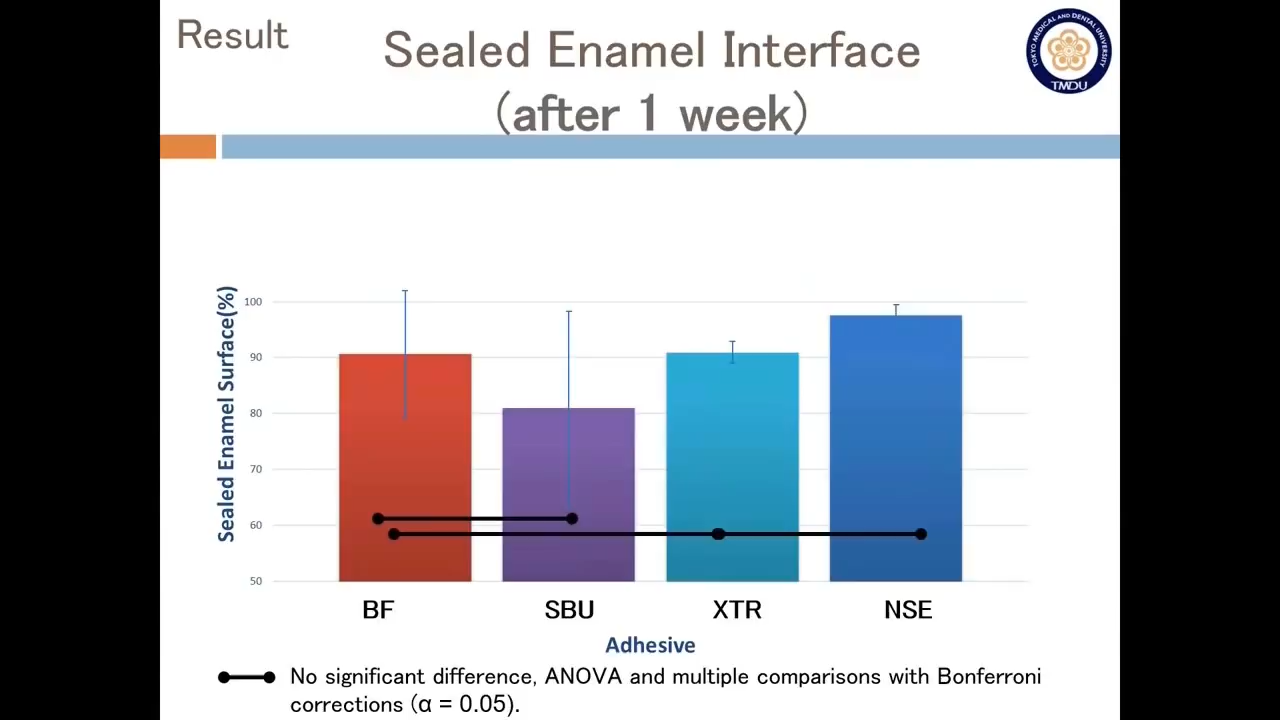 Result
Sealed Enamel Interface
(after 1 week)
TOKYO MEDICAL AND DENTAL UNIVERSITY
TMDU
Sealed Enamel Surface(%)
100
90
80
70
60
50
BF SBU XTR NSE
Adhesive
No significant difference, ANOVA and multiple comparisons with Bonferroni
corrections (α = 0.05).